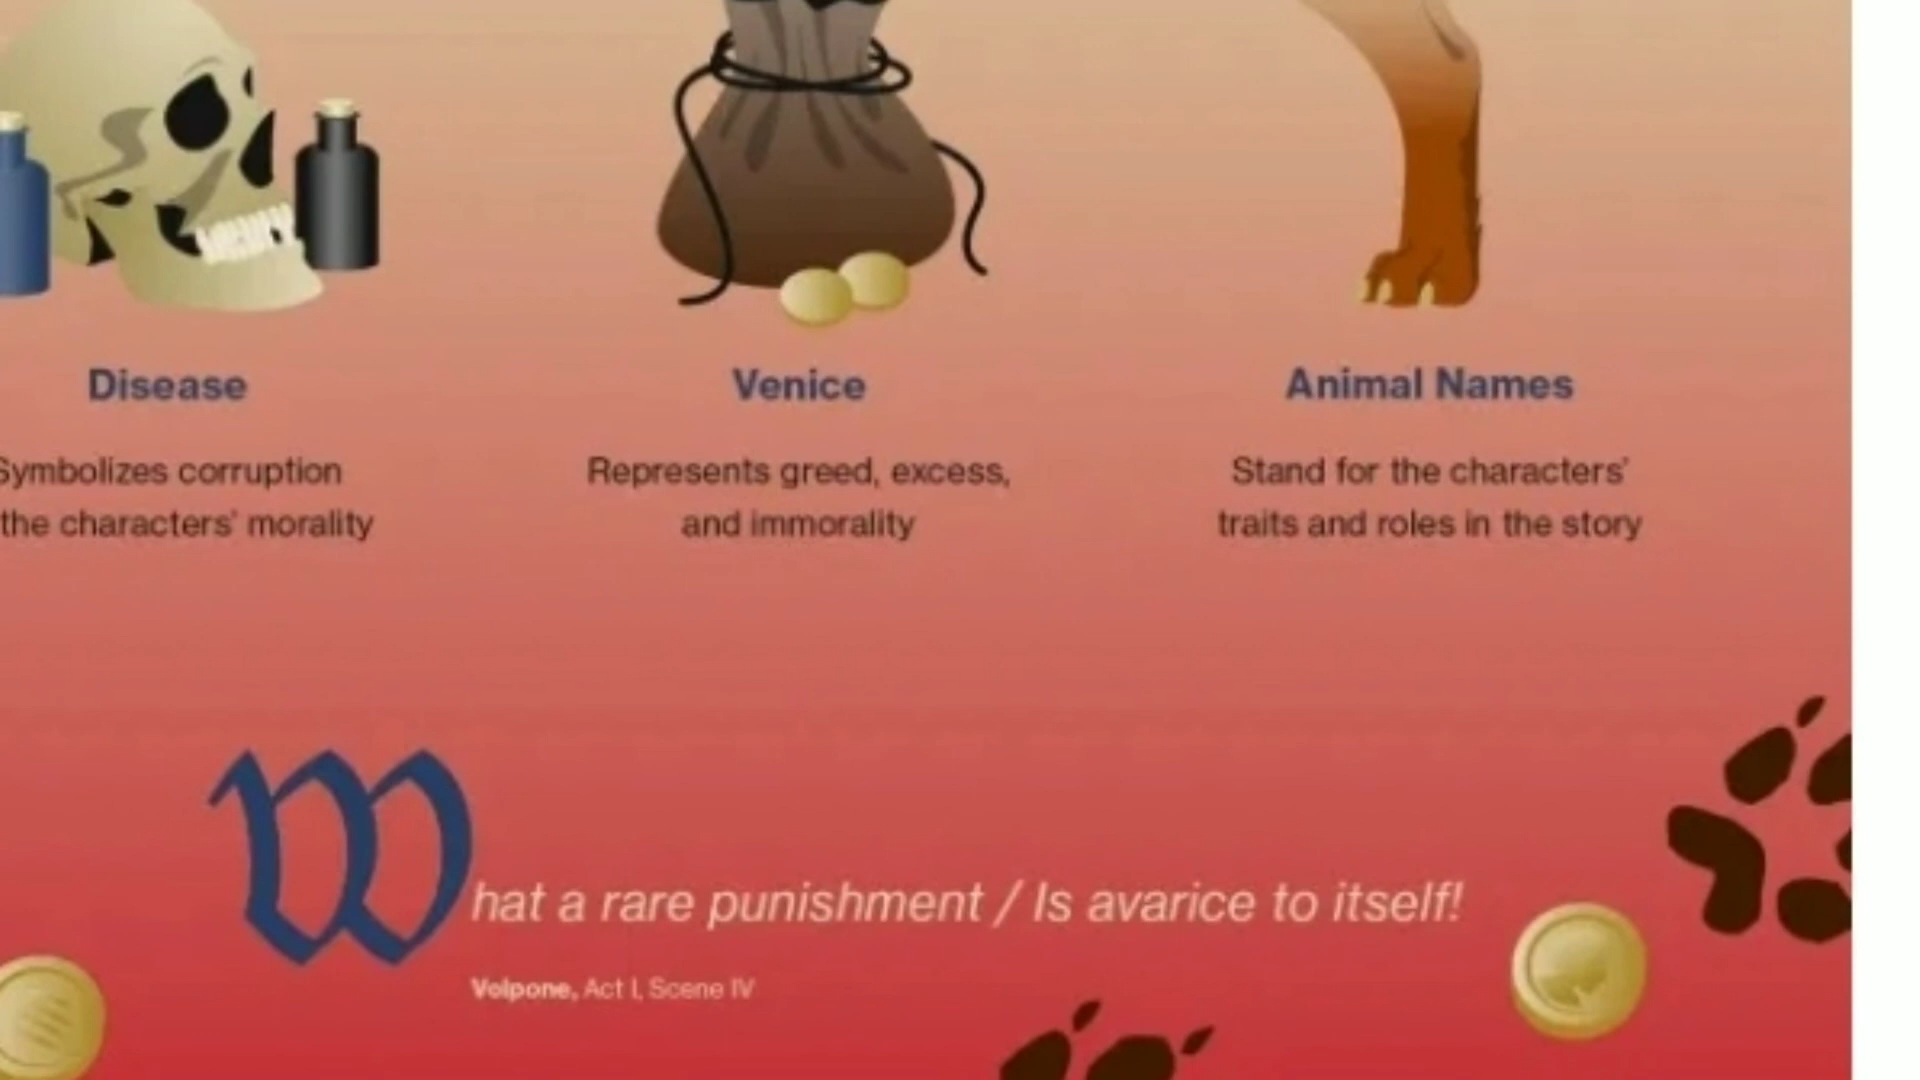 Disease
Symbolizes corruption
the characters' morality
Venice
Represents greed, excess,
and immorality
Animal Names
Stand for the characters'
traits and roles in the story
What a rare punishment / Is avarice to itself!
Volpone, Act I, Scene IV